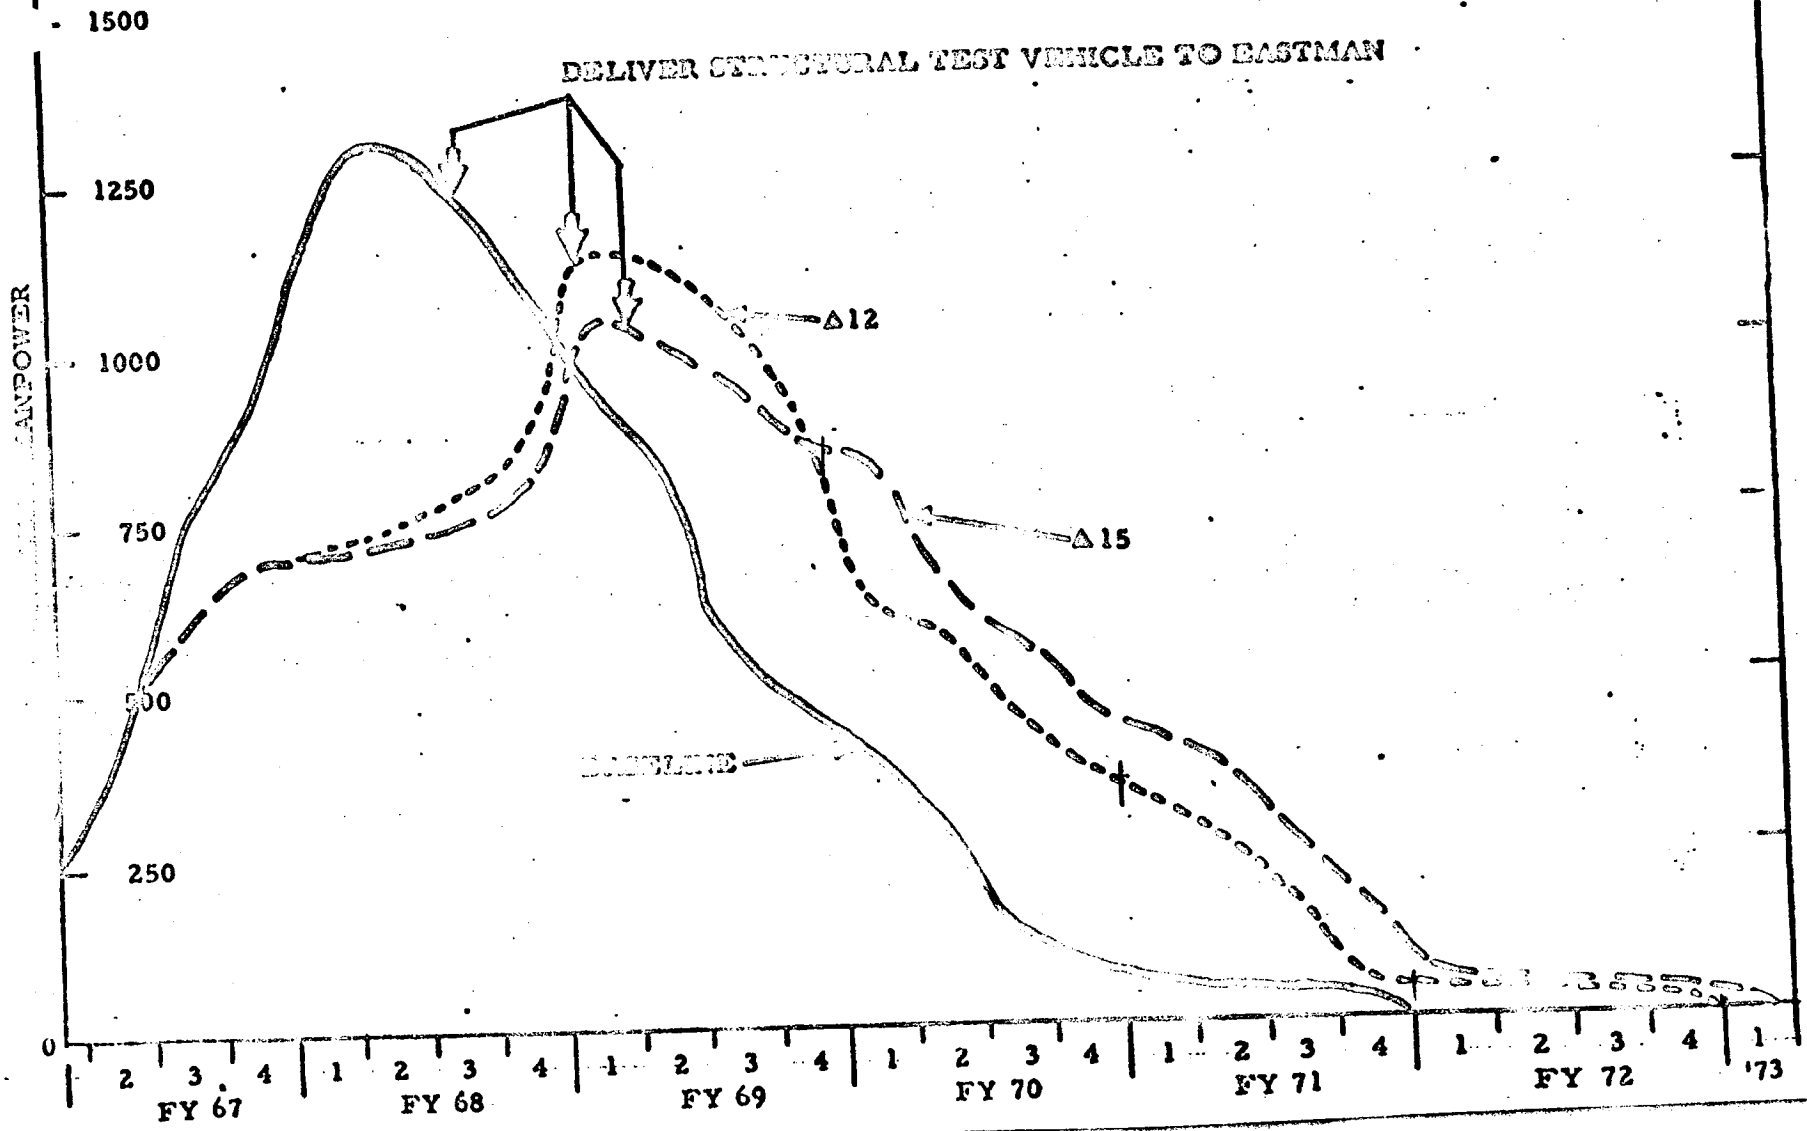 1500
DELIVER STRUCTURAL TEST VEHICLE TO EASTMAN
1250
Δ12
1000
Δ15
750
500
BASELINE
250
0
2 3 4 1 2 3 4 1 2 3 4 1 2 3 4 1 2 3 4 1 2 3 4 1
FY 67 FY 68 FY 69 FY 70 FY 71 FY 72 '73